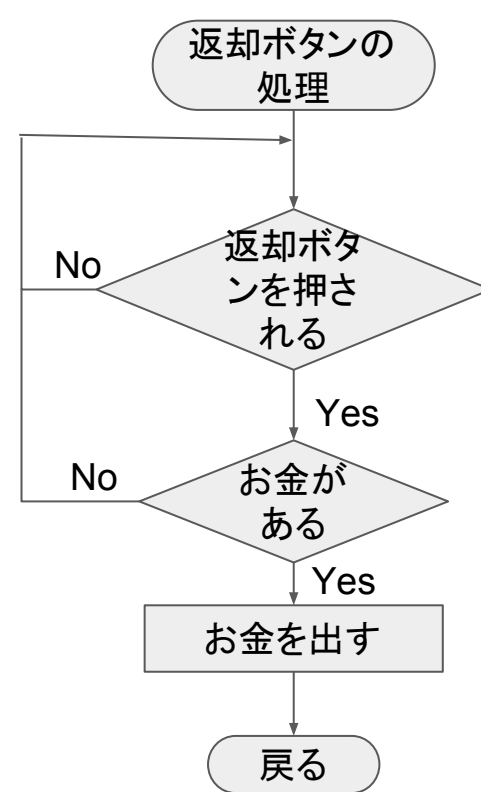 返却ボタンの
処理
返却ボタ
ンを押さ
れる
No
Yes
お金が
ある
No
Yes
お金を出す
戻る